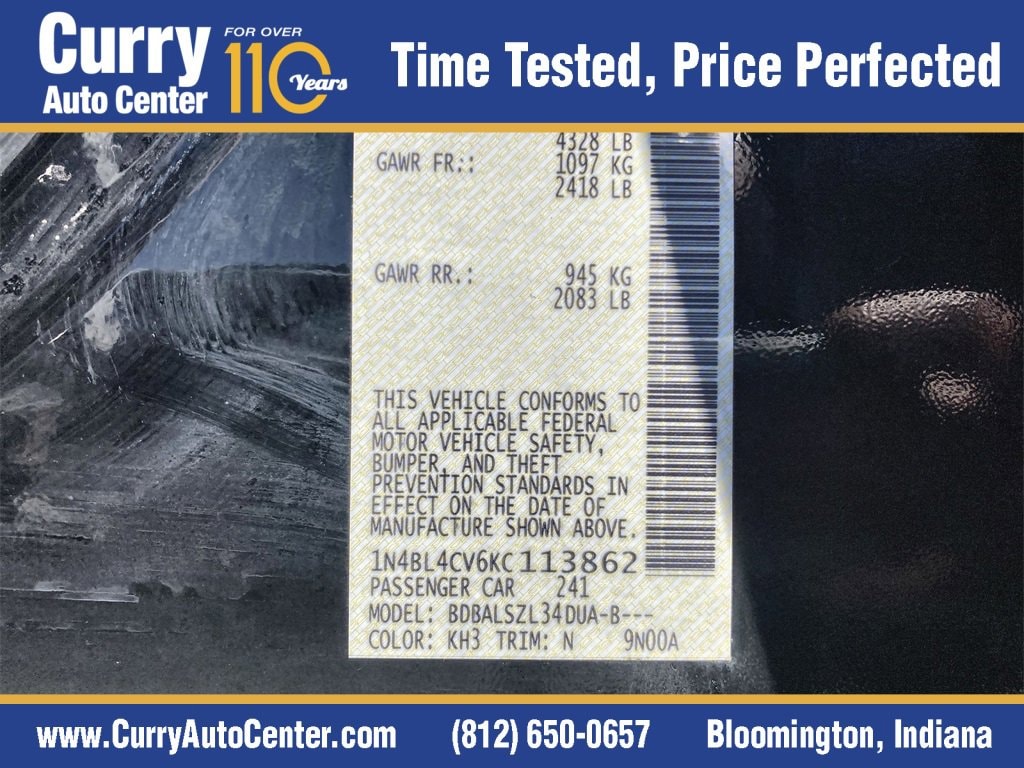 Curry
Auto Center
FOR OVER
110
Years
Time Tested, Price Perfected
4328 LB
GAWR FR:: 1097 KG
2418 LB
GAWR RR.: 945 KG
2083 LB
THIS VEHICLE CONFORMS TO
ALL APPLICABLE FEDERAL
MOTOR VEHICLE SAFETY,
BUMPER, AND THEFT
PREVENTION STANDARDS IN
EFFECT ON THE DATE OF
MANUFACTURE SHOWN ABOVE.
1N4BL4CV6KC113862
PASSENGER CAR 241
MODEL: BDBALSZL34DUA-B---
COLOR: KH3 TRIM: N 9N00A
www.CurryAutoCenter.com (812) 650-0657 Bloomington, Indiana